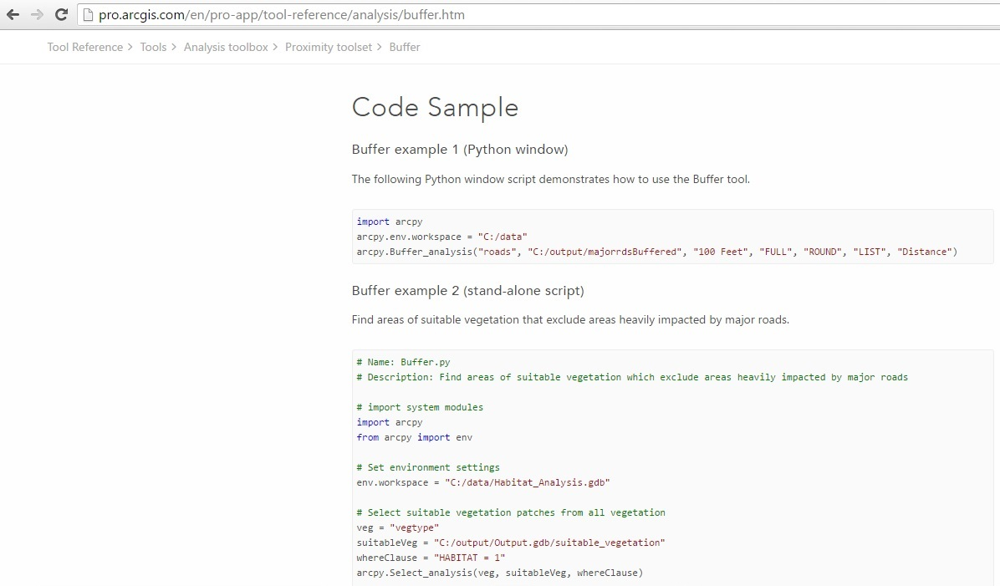 pro.arcgis.com/en/pro-app/tool-reference/analysis/buffer.htm
Tool Reference > Tools > Analysis toolbox > Proximity toolset > Buffer
Code Sample
Buffer example 1 (Python window)
The following Python window script demonstrates how to use the Buffer tool.
import arcpy
arcpy.env.workspace = "C:/data"
arcpy.Buffer_analysis("roads", "C:/output/majorrdsBuffered", "100 Feet", "FULL", "ROUND", "LIST", "Distance")
Buffer example 2 (stand-alone script)
Find areas of suitable vegetation that exclude areas heavily impacted by major roads.
# Name: Buffer.py
# Description: Find areas of suitable vegetation which exclude areas heavily impacted by major roads
# import system modules
import arcpy
from arcpy import env
# Set environment settings
env.workspace = "C:/data/Habitat_Analysis.gdb"
# Select suitable vegetation patches from all vegetation
veg = "vegtype"
suitableVeg = "C:/output/Output.gdb/suitable_vegetation"
whereClause = "HABITAT = 1"
arcpy.Select_analysis(veg, suitableVeg, whereClause)